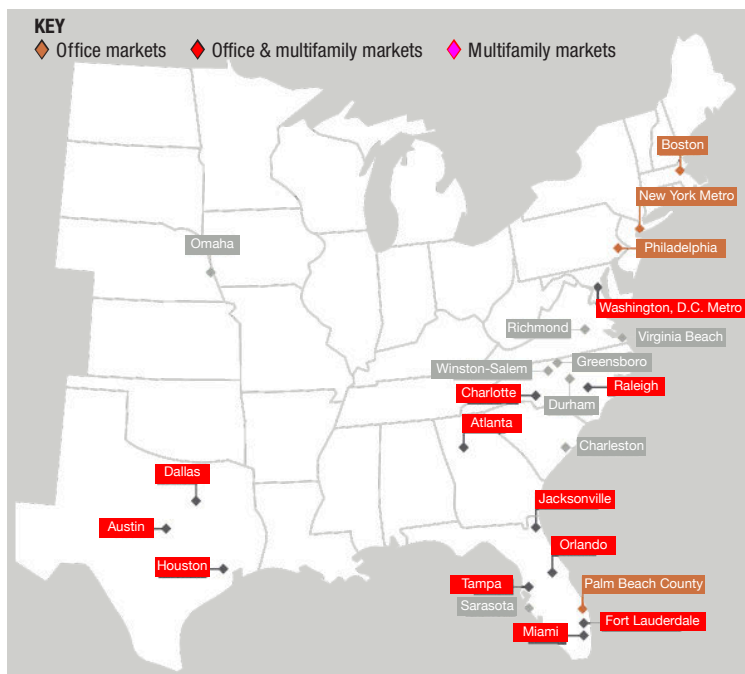 KEY
Office markets
Office & multifamily markets
Multifamily markets
Boston
New York Metro
Omaha
Philadelphia
Washington, D.C. Metro
Richmond
Virginia Beach
Greensboro
Winston-Salem
Raleigh
Charlotte
Durham
Atlanta
Charleston
Dallas
Jacksonville
Austin
Orlando
Houston
Tampa
Palm Beach County
Sarasota
Fort Lauderdale
Miami